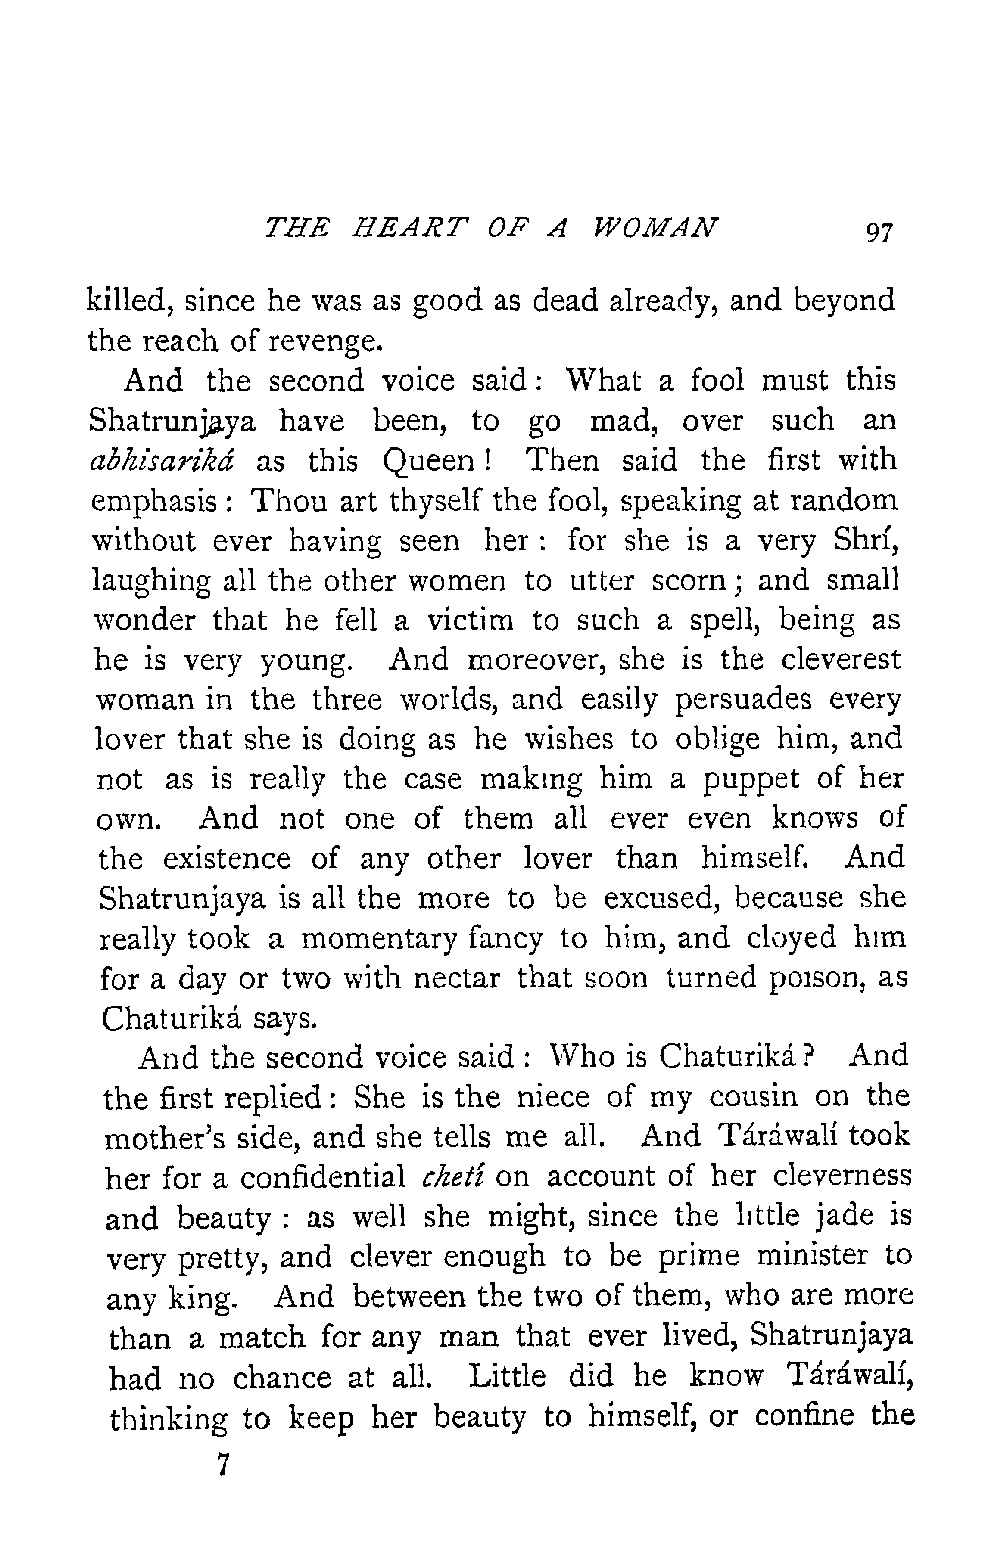 THE HEART OF A WOMAN 97
killed, since he was as good as dead already, and beyond
the reach of revenge.
And the second voice said: What a fool must this
Shatrunjaya have been, to go mad, over such an
abhisariká as this Queen! Then said the first with
emphasis: Thou art thyself the fool, speaking at random
without ever having seen her: for she is a very Shrí,
laughing all the other women to utter scorn; and small
wonder that he fell a victim to such a spell, being as
he is very young. And moreover, she is the cleverest
woman in the three worlds, and easily persuades every
lover that she is doing as he wishes to oblige him, and
not as is really the case making him a puppet of her
own. And not one of them all ever even knows of
the existence of any other lover than himself. And
Shatrunjaya is all the more to be excused, because she
really took a momentary fancy to him, and cloyed him
for a day or two with nectar that soon turned poison, as
Chaturiká says.
And the second voice said: Who is Chaturiká? And
the first replied: She is the niece of my cousin on the
mother's side, and she tells me all. And Táráwalí took
her for a confidential chetí on account of her cleverness
and beauty: as well she might, since the little jade is
very pretty, and clever enough to be prime minister to
any king. And between the two of them, who are more
than a match for any man that ever lived, Shatrunjaya
had no chance at all. Little did he know Táráwalí,
thinking to keep her beauty to himself, or confine the
7